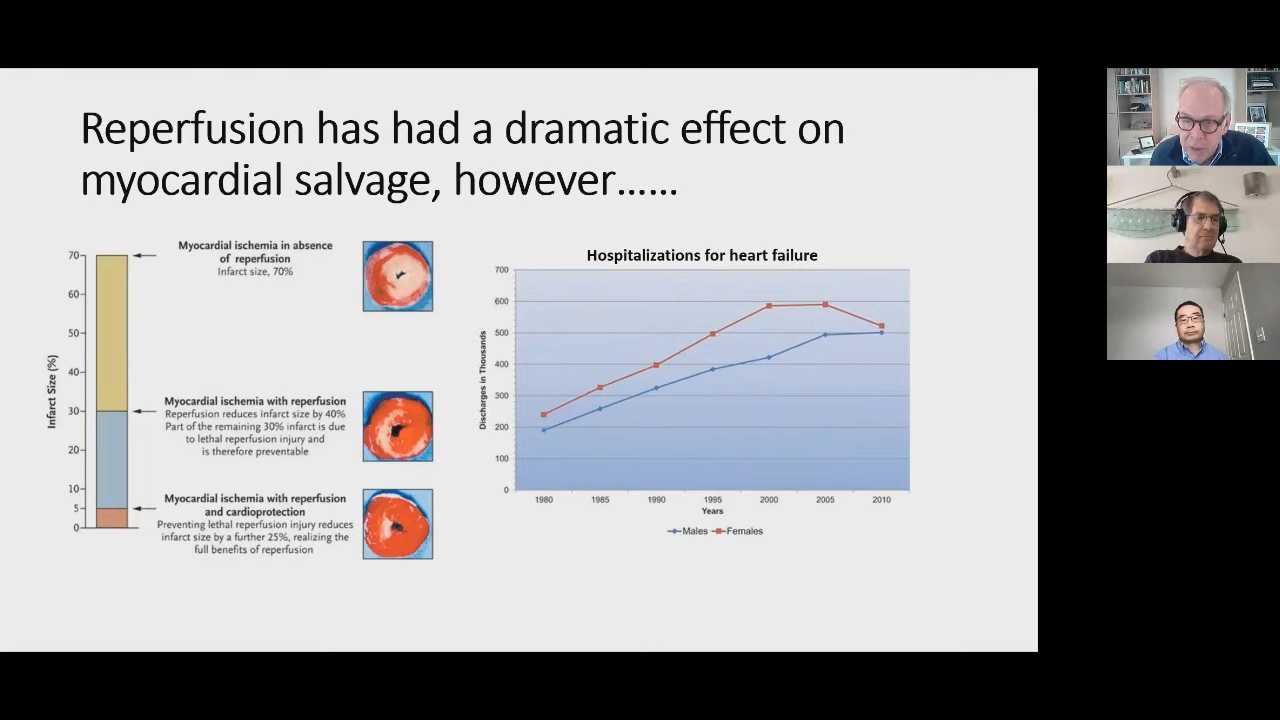 Reperfusion has had a dramatic effect on
myocardial salvage, however......
Infarct Size (%)
70
60
50
40
30
20
10
5
0
Myocardial ischemia in absence
of reperfusion
Infarct size, 70%
Myocardial ischemia with reperfusion
Reperfusion reduces infarct size by 40%
Part of the remaining 30% infarct is due
to lethal reperfusion injury and
is therefore preventable
Myocardial ischemia with reperfusion
and cardioprotection
Preventing lethal reperfusion injury reduces
infarct size by a further 25%, realizing the
full benefits of reperfusion
Hospitalizations for heart failure
Discharges in Thousands
700
600
500
400
300
200
100
0
1980 1985 1990 1995 2000 2005 2010
Years
Males Females